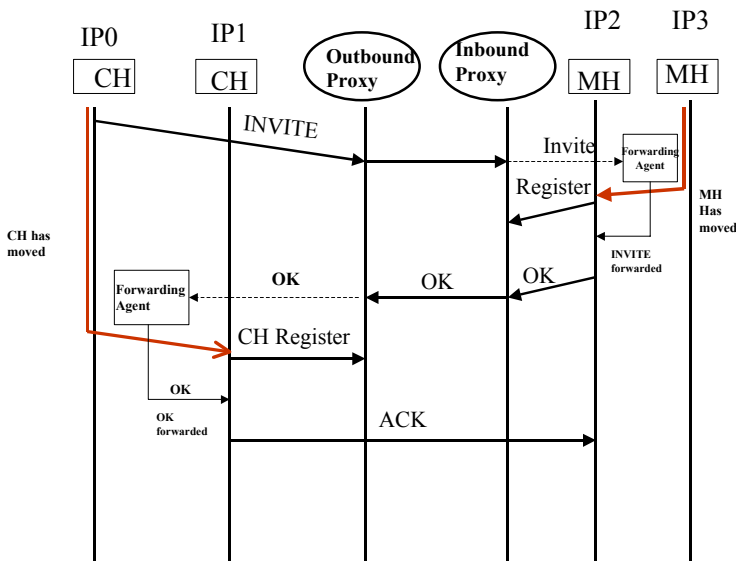 IP0
IP1
IP2
IP3
CH
CH
Outbound
Proxy
Inbound
Proxy
MH
MH
INVITE
Invite
Forwarding
Agent
Register
MH
Has
moved
CH has
moved
INVITE
forwarded
OK
OK
OK
Forwarding
Agent
CH Register
OK
OK
forwarded
ACK